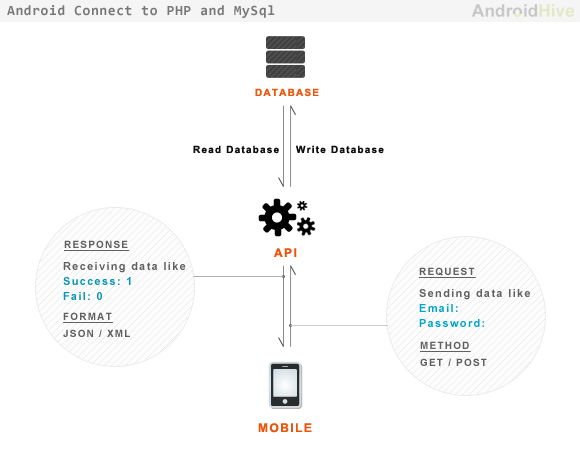 Android Connect to PHP and MySql
AndroidHive
DATABASE
Read Database
Write Database
API
RESPONSE
Receiving data like
Success: 1
Fail: 0
FORMAT
JSON / XML
REQUEST
Sending data like
Email:
Password:
METHOD
GET / POST
MOBILE